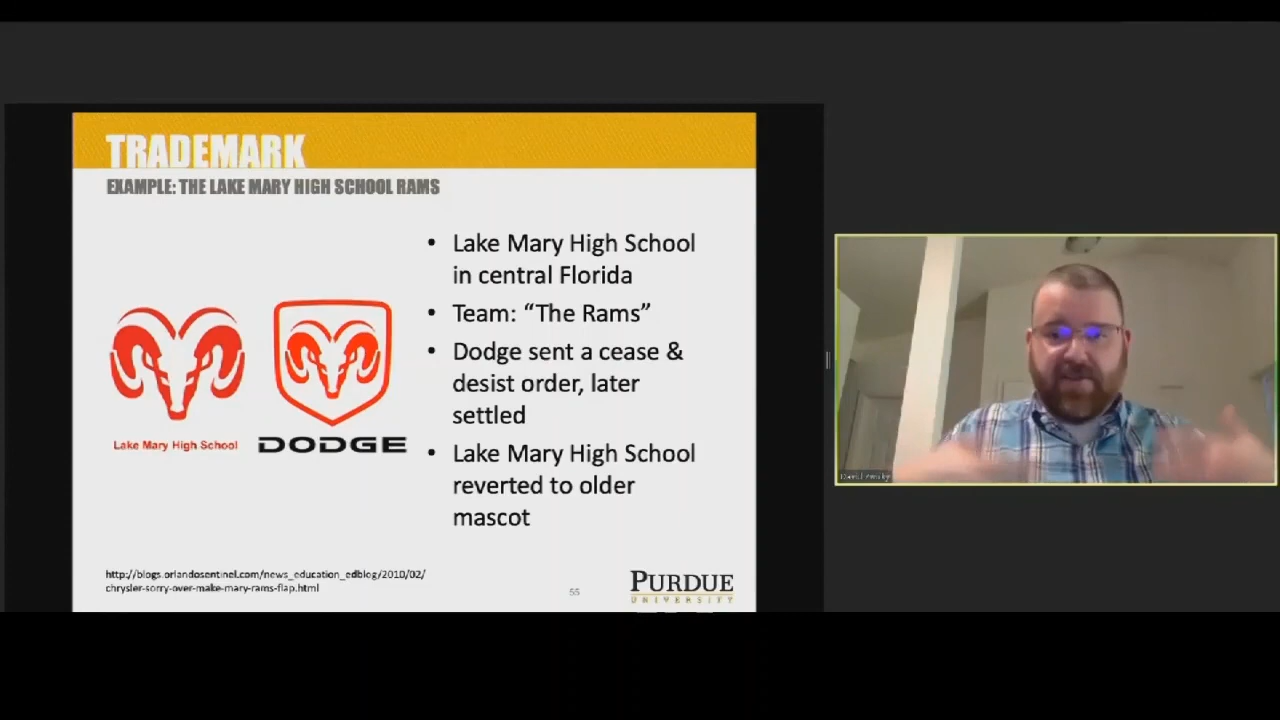 TRADEMARK
EXAMPLE: THE LAKE MARY HIGH SCHOOL RAMS
• Lake Mary High School
in central Florida
• Team: “The Rams”
• Dodge sent a cease &
desist order, later
settled
• Lake Mary High School
reverted to older
mascot
Lake Mary High School
DODGE
http://blogs.orlandosentinel.com/news_education_edblog/2010/02/
chrysler-sorry-over-make-mary-rams-flap.html
55
PURDUE
UNIVERSITY
David